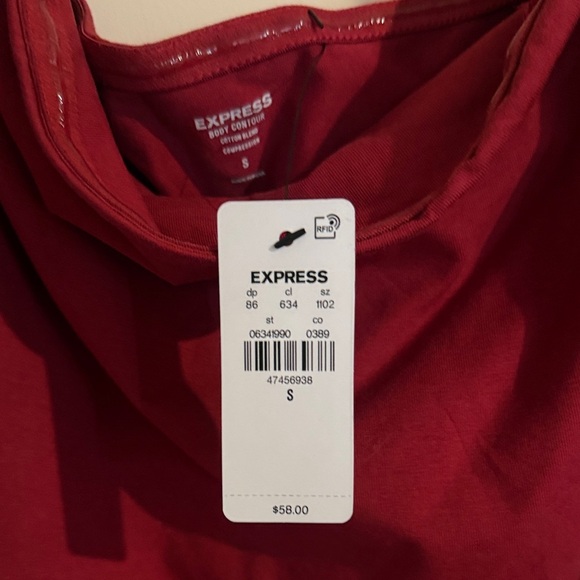 EXPRESS
BODY CONTOUR
COTTON BLEND
COMPRESSION
S
RFID
EXPRESS
dp cl sz
86 634 1102
st co
06341990 0389
47456938
S
$58.00